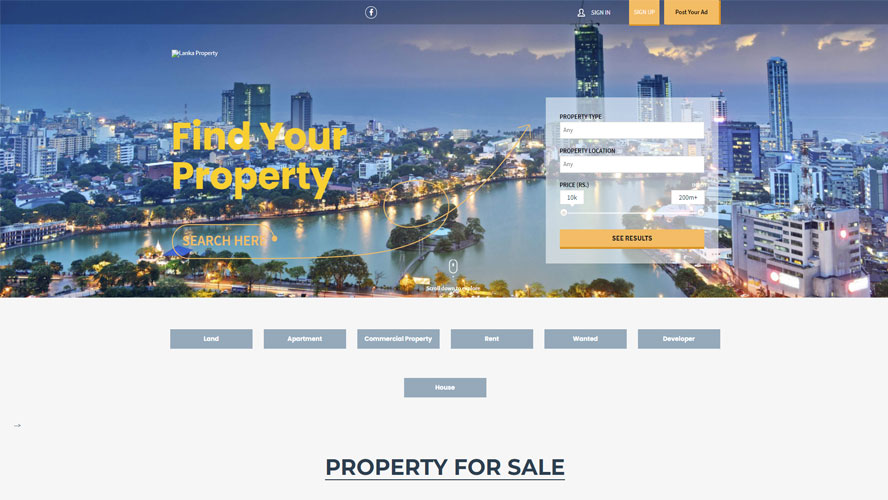 SIGN IN
SIGN UP
Post Your Ad
Lanka Property
Find Your
Property
SEARCH HERE
PROPERTY TYPE
Any
PROPERTY LOCATION
Any
PRICE (RS.)
10k
200m+
SEE RESULTS
Scroll down to explore
Land
Apartment
Commercial Property
Rent
Wanted
Developer
House
-->
PROPERTY FOR SALE